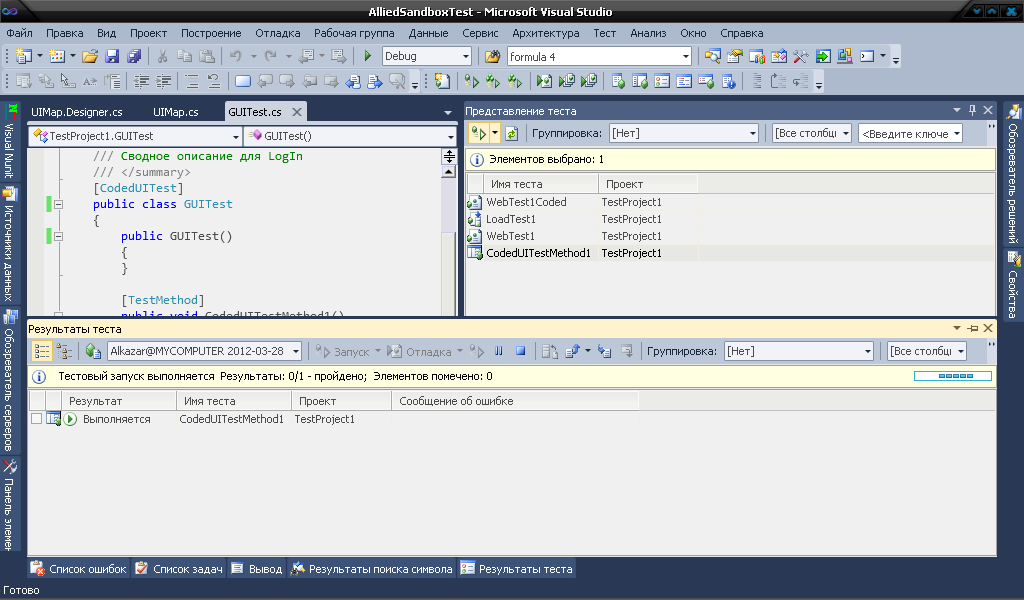 AlliedSandboxTest - Microsoft Visual Studio
Файл Правка Вид Проект Построение Отладка Рабочая группа Данные Сервис Архитектура Тест Анализ Окно Справка
Debug formula 4
UIMap.Designer.cs UIMap.cs GUITest.cs
TestProject1.GUITest GUITest()
/// Сводное описание для LogIn
/// </summary>
[CodedUITest]
public class GUITest
{
public GUITest()
{
}
[TestMethod]
public void CodedUITestMethod1()
Представление теста
Группировка: [Нет] [Все столбц <Введите ключе
Элементов выбрано: 1
Имя теста Проект
WebTest1Coded TestProject1
LoadTest1 TestProject1
WebTest1 TestProject1
CodedUITestMethod1 TestProject1
Visual Nunit
Источники данных
Обозреватель серверов
Панель элемен
Обозреватель решений
Свойства
Результаты теста
Alkazar@MYCOMPUTER 2012-03-28 Запуск Отладка Группировка: [Нет] [Все столбц
Тестовый запуск выполняется Результаты: 0/1 - пройдено; Элементов помечено: 0
Результат Имя теста Проект Сообщение об ошибке
Выполняется CodedUITestMethod1 TestProject1
Список ошибок Список задач Вывод Результаты поиска символа Результаты теста
Готово